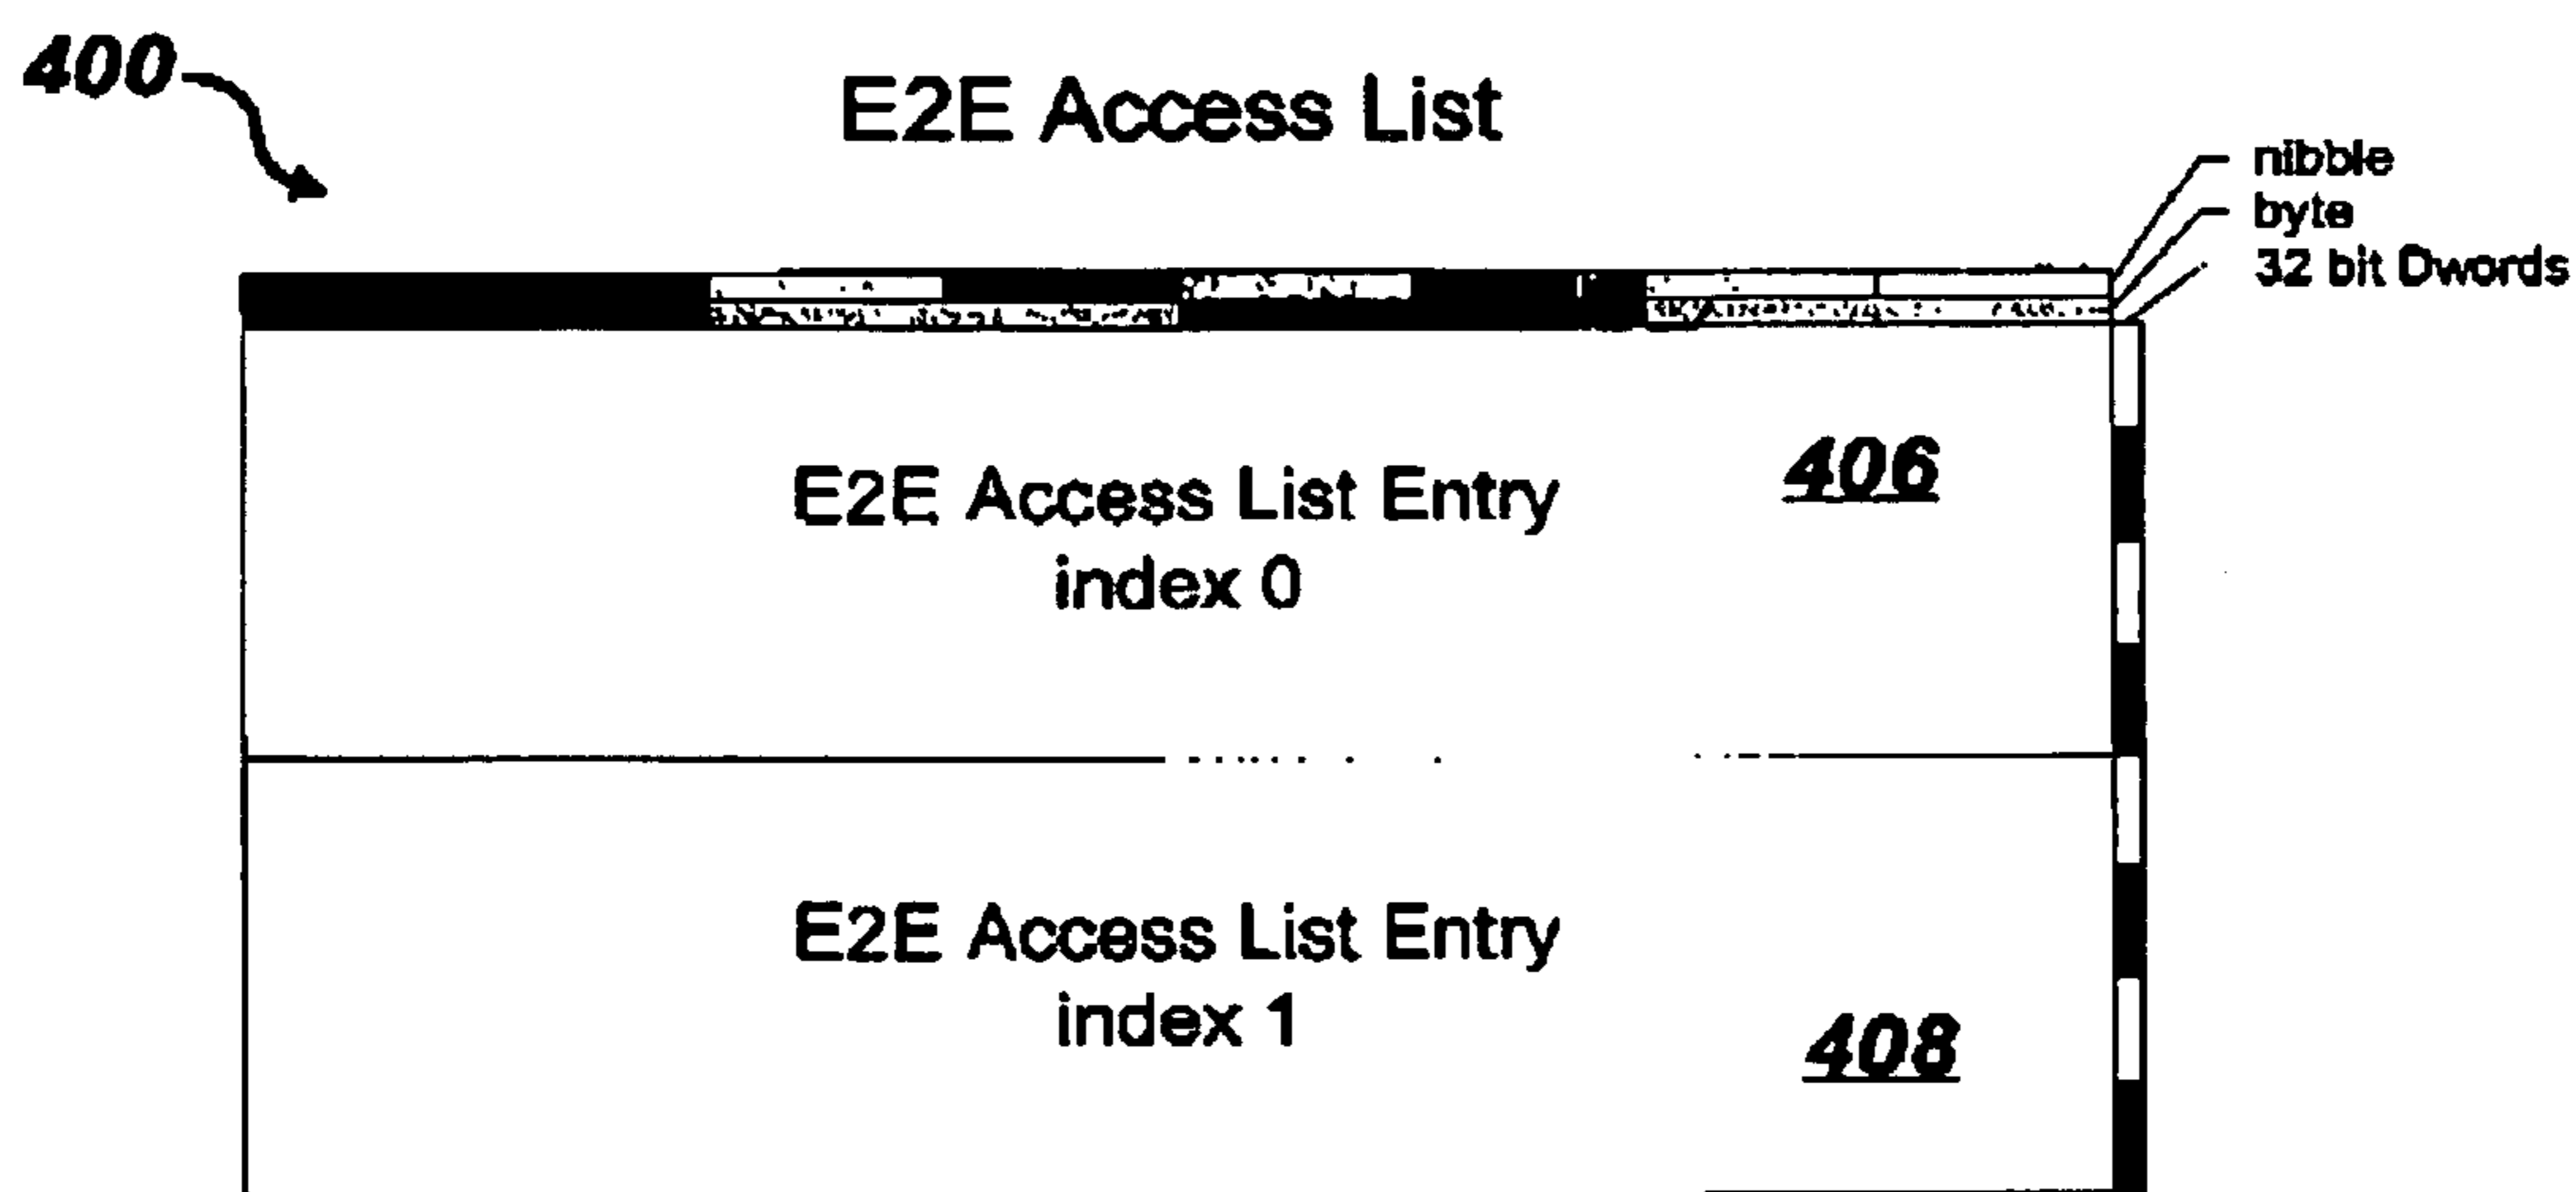 400
E2E Access List
nibble
byte
32 bit Dwords
406
E2E Access List Entry
index 0
E2E Access List Entry
index 1
408